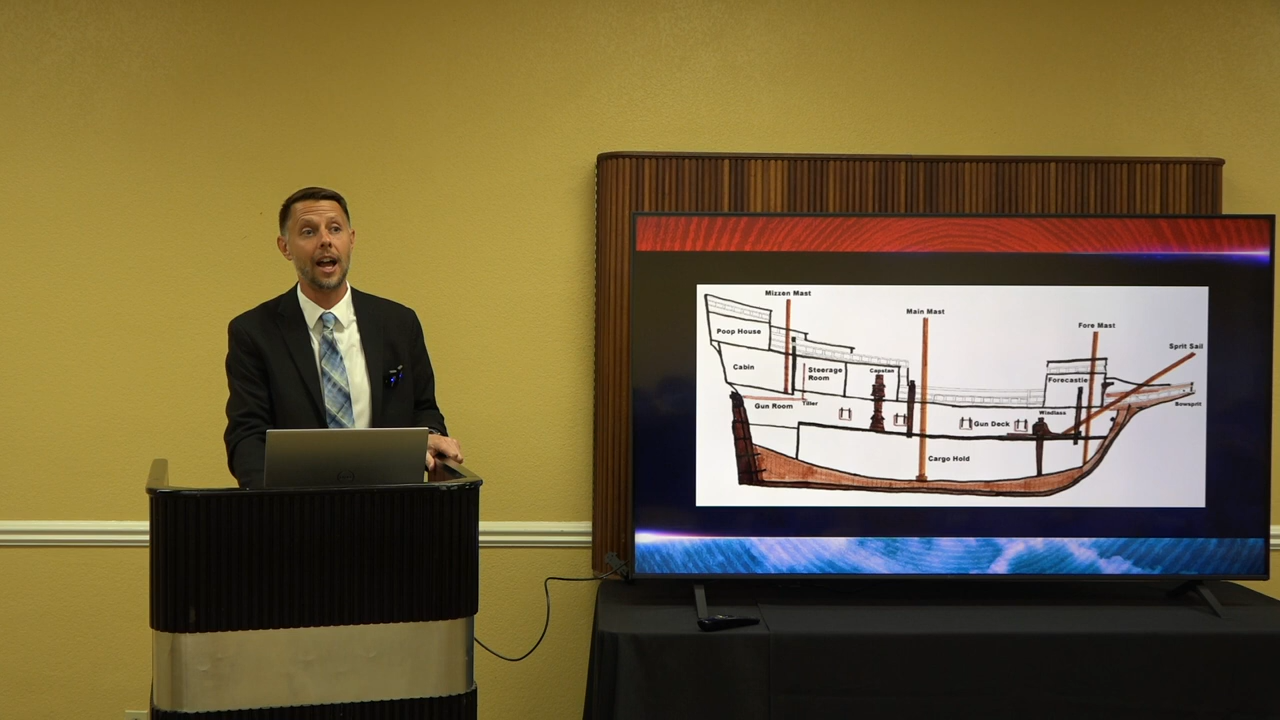 Mizzen Mast
Main Mast
Fore Mast
Sprit Sail
Poop House
Cabin
Steerage
Room
Capstan
Forecastle
Bowsprit
Gun Room
Tiller
Windlass
Gun Deck
Cargo Hold